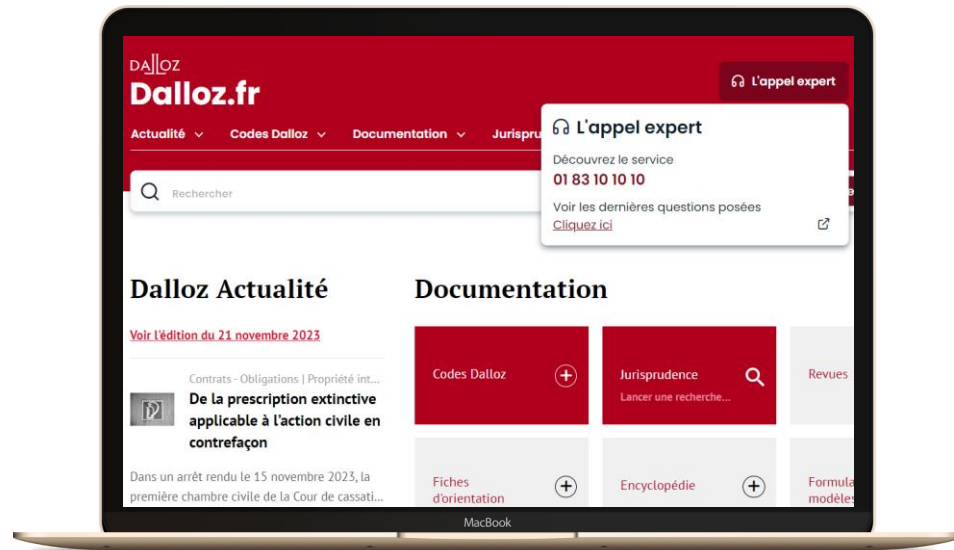 DALLOZ
Dalloz.fr
L'appel expert
Actualité
Codes Dalloz
Documentation
Jurispru
L'appel expert
Découvrez le service
01 83 10 10 10
Voir les dernières questions posées
Cliquez ici
Rechercher
Dalloz Actualité
Documentation
Voir l'édition du 21 novembre 2023
Contrats - Obligations | Propriété int...
De la prescription extinctive
applicable à l'action civile en
contrefaçon
Dans un arrêt rendu le 15 novembre 2023, la
première chambre civile de la Cour de cassati...
Codes Dalloz
Jurisprudence
Lancer une recherche...
Revues
Fiches
d'orientation
Encyclopédie
Formula
modèles
MacBook